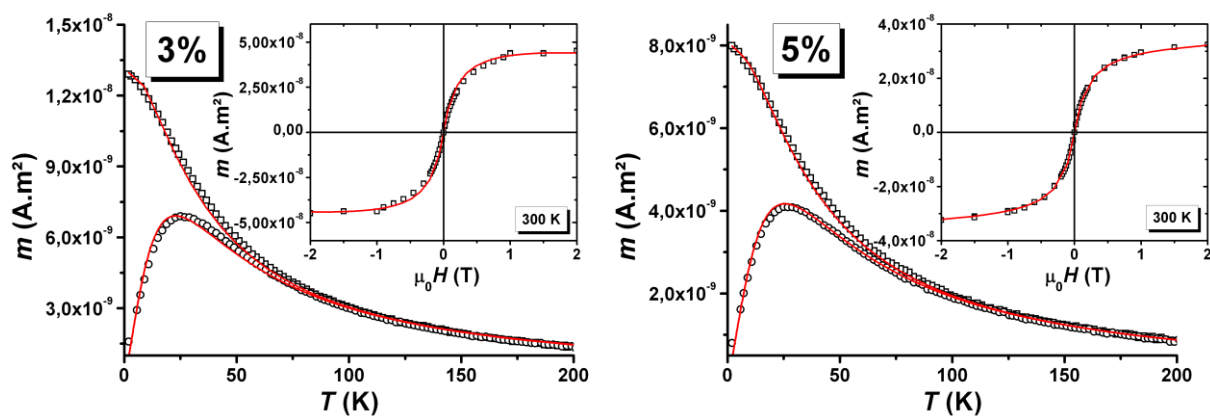 3%
m (A.m²)
1,5x10⁻⁸
1,2x10⁻⁸
9,0x10⁻⁹
6,0x10⁻⁹
3,0x10⁻⁹
0 50 100 150 200
T (K)
m (A.m²)
5,00x10⁻⁸
2,50x10⁻⁸
0,00
-2,50x10⁻⁸
-5,00x10⁻⁸
-2 -1 0 1 2
μ₀H (T)
300 K
5%
m (A.m²)
8,0x10⁻⁹
6,0x10⁻⁹
4,0x10⁻⁹
2,0x10⁻⁹
0 50 100 150 200
T (K)
m (A.m²)
4,0x10⁻⁸
2,0x10⁻⁸
0,0
-2,0x10⁻⁸
-4,0x10⁻⁸
-2 -1 0 1 2
μ₀H (T)
300 K